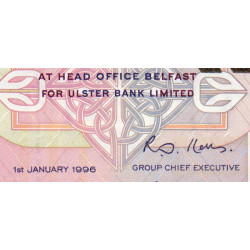 AT HEAD OFFICE BELFAST
FOR ULSTER BANK LIMITED
1ST JANUARY 1996
GROUP CHIEF EXECUTIVE